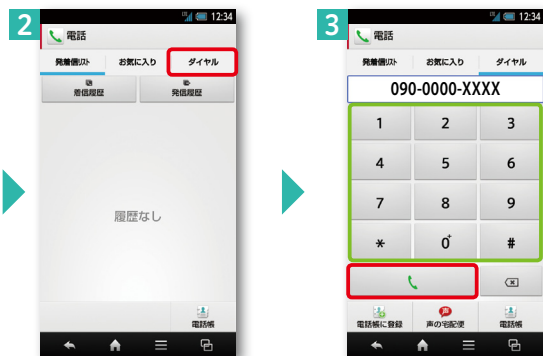 2
12:34
電話
発着信リスト お気に入り ダイヤル
着信履歴 発信履歴
履歴なし
電話帳
3
12:34
電話
発着信リスト お気に入り ダイヤル
090-0000-XXXX
1 2 3
4 5 6
7 8 9
* 0+ #
電話帳に登録 声の宅配便 電話帳